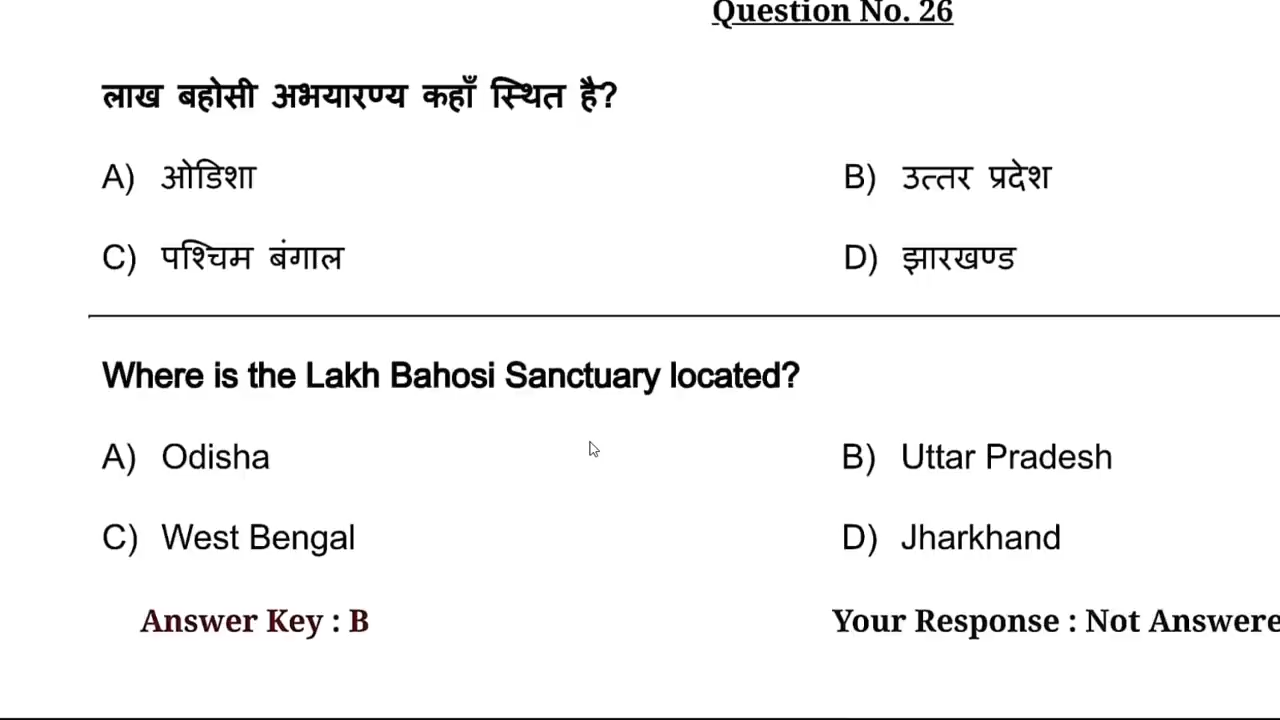 Question No. 26
लाख बहोसी अभयारण्य कहाँ स्थित है?
A) ओडिशा B) उत्तर प्रदेश
C) पश्चिम बंगाल D) झारखण्ड
Where is the Lakh Bahosi Sanctuary located?
A) Odisha B) Uttar Pradesh
C) West Bengal D) Jharkhand
Answer Key : B Your Response : Not Answere